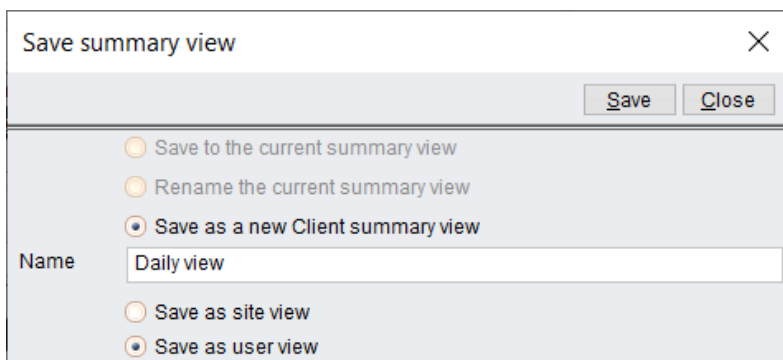 Save summary view
Save Close
Save to the current summary view
Rename the current summary view
Save as a new Client summary view
Name Daily view
Save as site view
Save as user view